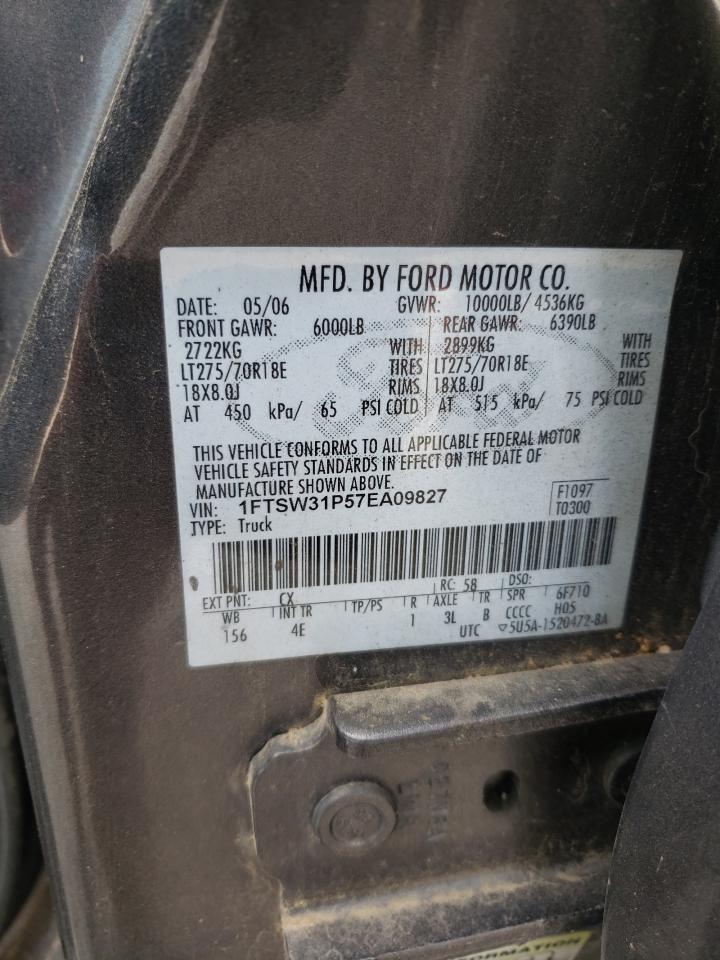 MFD. BY FORD MOTOR CO.
DATE: 05/06 GVWR: 10000LB/ 4536KG
FRONT GAWR: 6000LB REAR GAWR: 6390LB
2722KG WITH 2899KG WITH
LT275/70R18E TIRES LT275/70R18E TIRES
18X8.0J RIMS 18X8.0J RIMS
AT 450 kPa/ 65 PSI COLD AT 515 kPa/ 75 PSI COLD
THIS VEHICLE CONFORMS TO ALL APPLICABLE FEDERAL MOTOR
VEHICLE SAFETY STANDARDS IN EFFECT ON THE DATE OF
MANUFACTURE SHOWN ABOVE.
VIN: 1FTSW31P57EA09827 F1097
TYPE: Truck T0300
EXT PNT: CX RC: 58 DSO:
WB INT TR TP/PS R AXLE TR SPR 6F710
156 4E 1 3L B CCCC H05
UTC ▽5U5A-1520472-8A
ORMATION